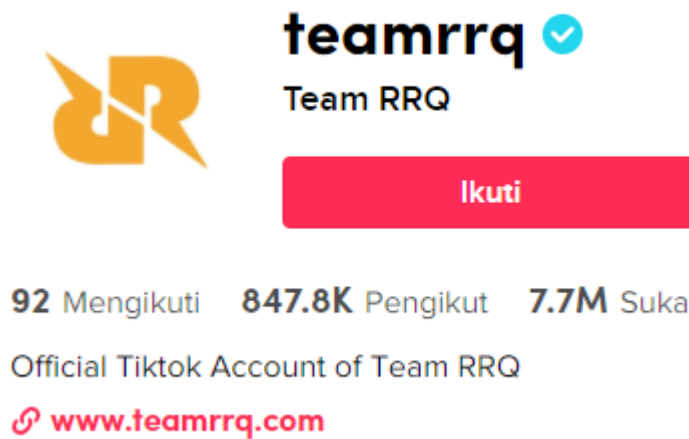 teamrrq
Team RRQ
Ikuti
92 Mengikuti 847.8K Pengikut 7.7M Suka
Official Tiktok Account of Team RRQ
www.teamrrq.com